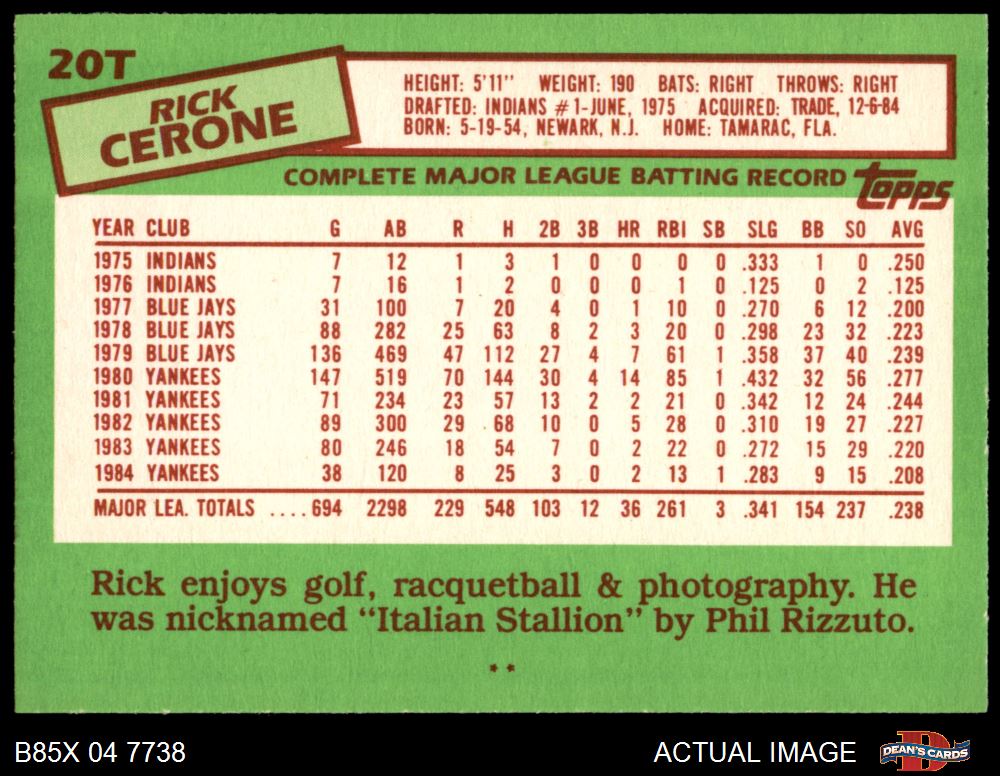 20T
RICK
CERONE
HEIGHT: 5'11" WEIGHT: 190 BATS: RIGHT THROWS: RIGHT
DRAFTED: INDIANS #1-JUNE, 1975 ACQUIRED: TRADE, 12-6-84
BORN: 5-19-54, NEWARK, N.J. HOME: TAMARAC, FLA.
COMPLETE MAJOR LEAGUE BATTING RECORD topps
YEAR CLUB G AB R H 2B 3B HR RBI SB SLG BB SO AVG
1975 INDIANS 7 12 1 3 1 0 0 0 0 .333 1 0 .250
1976 INDIANS 7 16 1 2 0 0 0 1 0 .125 0 2 .125
1977 BLUE JAYS 31 100 7 20 4 0 1 10 0 .270 6 12 .200
1978 BLUE JAYS 88 282 25 63 8 2 3 20 0 .298 23 32 .223
1979 BLUE JAYS 136 469 47 112 27 4 7 61 1 .358 37 40 .239
1980 YANKEES 147 519 70 144 30 4 14 85 1 .432 32 56 .277
1981 YANKEES 71 234 23 57 13 2 2 21 0 .342 12 24 .244
1982 YANKEES 89 300 29 68 10 0 5 28 0 .310 19 27 .227
1983 YANKEES 80 246 18 54 7 0 2 22 0 .272 15 29 .220
1984 YANKEES 38 120 8 25 3 0 2 13 1 .283 9 15 .208
MAJOR LEA. TOTALS ....694 2298 229 548 103 12 36 261 3 .341 154 237 .238
Rick enjoys golf, racquetball & photography. He
was nicknamed “Italian Stallion” by Phil Rizzuto.
**
B85X 04 7738 ACTUAL IMAGE D DEAN'S CARDS